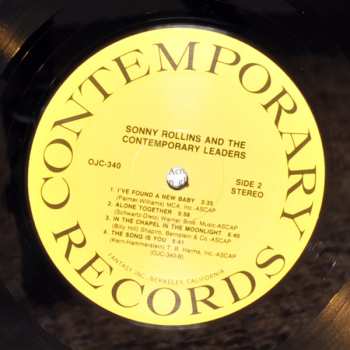 CONTEMPORARY
SONNY ROLLINS AND THE
CONTEMPORARY LEADERS
OJC-340
SIDE 2
STEREO
1. I'VE FOUND A NEW BABY 3:35
(Palmer-Williams) MCA, Inc.-ASCAP
2. ALONE TOGETHER 5:58
(Schwartz-Dietz) Warner Bros.-ASCAP
3. IN THE CHAPEL IN THE MOONLIGHT 6:40
(Billy Hill) Shapiro, Bernstein & Co.-ASCAP
4. THE SONG IS YOU 5:41
(Kern-Hammerstein) T. B. Harms, Inc.-ASCAP
(OJC-340-B)
FANTASY INC., BERKELEY, CALIFORNIA
RECORDS